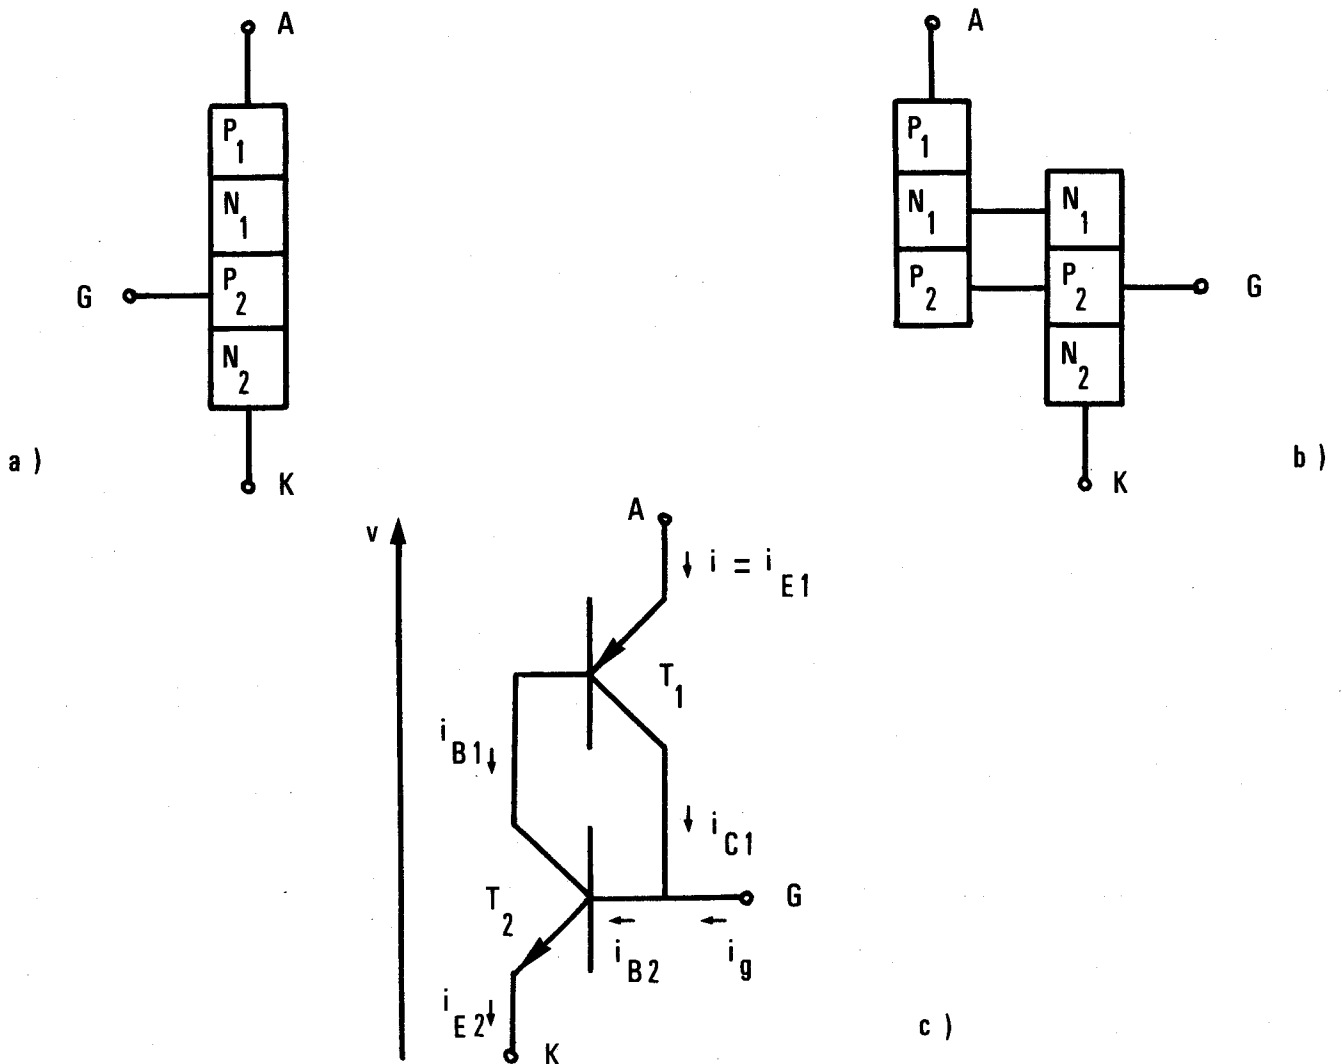 A
P1
N1
G
P2
N2
K
a )
A
P1
N1
N1
P2
P2
G
N2
K
b )
v
A
i = iE1
T1
iB1
iC1
T2
G
iB2
ig
iE2
K
c )